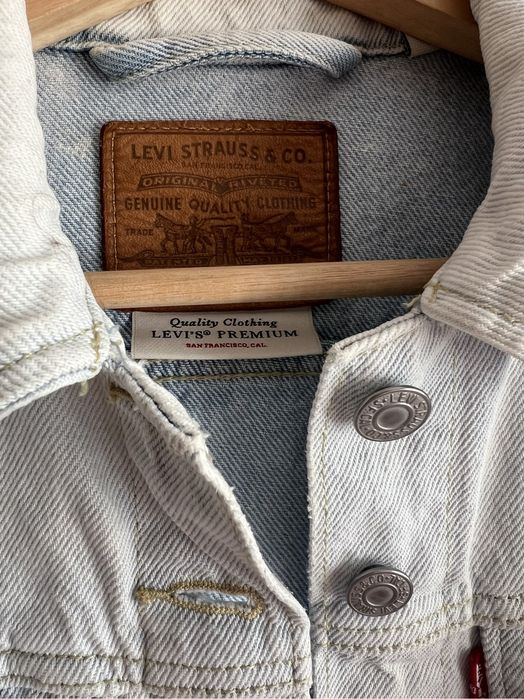 LEVI STRAUSS & CO.
SAN FRANCISCO, CAL.
ORIGINAL RIVETED
GENUINE QUALITY CLOTHING
TRADE MARK
Quality Clothing
LEVI'S® PREMIUM
SAN FRANCISCO, CAL.
LEVI